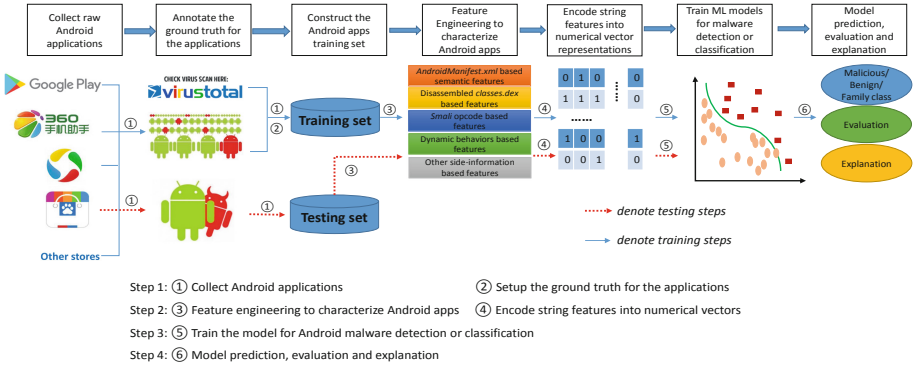 Collect raw
Android
applications
Annotate the
ground truth for
the applications
Construct the
Android apps
training set
Feature
Engineering to
characterize
Android apps
Encode string
features into
numerical vector
representations
Train ML models
for malware
detection or
classification
Model
prediction,
evaluation and
explanation
Google Play
360
手机助手
Other stores
①
①
CHECK VIRUS SCAN HERE:
virustotal
①
②
①
Training set
Testing set
③
③
AndroidManifest.xml based
semantic features
Disassembled classes.dex
based features
Smali opcode based
features
Dynamic behaviors based
features
Other side-information
based features
④
④
0 1 0 0
1 1 1 0
......
1 0 0 1
0 0 1 0
⑤
⑤
⑥
Malicious/
Benign/
Family class
Evaluation
Explanation
denote testing steps
denote training steps
Step 1: ① Collect Android applications ② Setup the ground truth for the applications
Step 2: ③ Feature engineering to characterize Android apps ④ Encode string features into numerical vectors
Step 3: ⑤ Train the model for Android malware detection or classification
Step 4: ⑥ Model prediction, evaluation and explanation